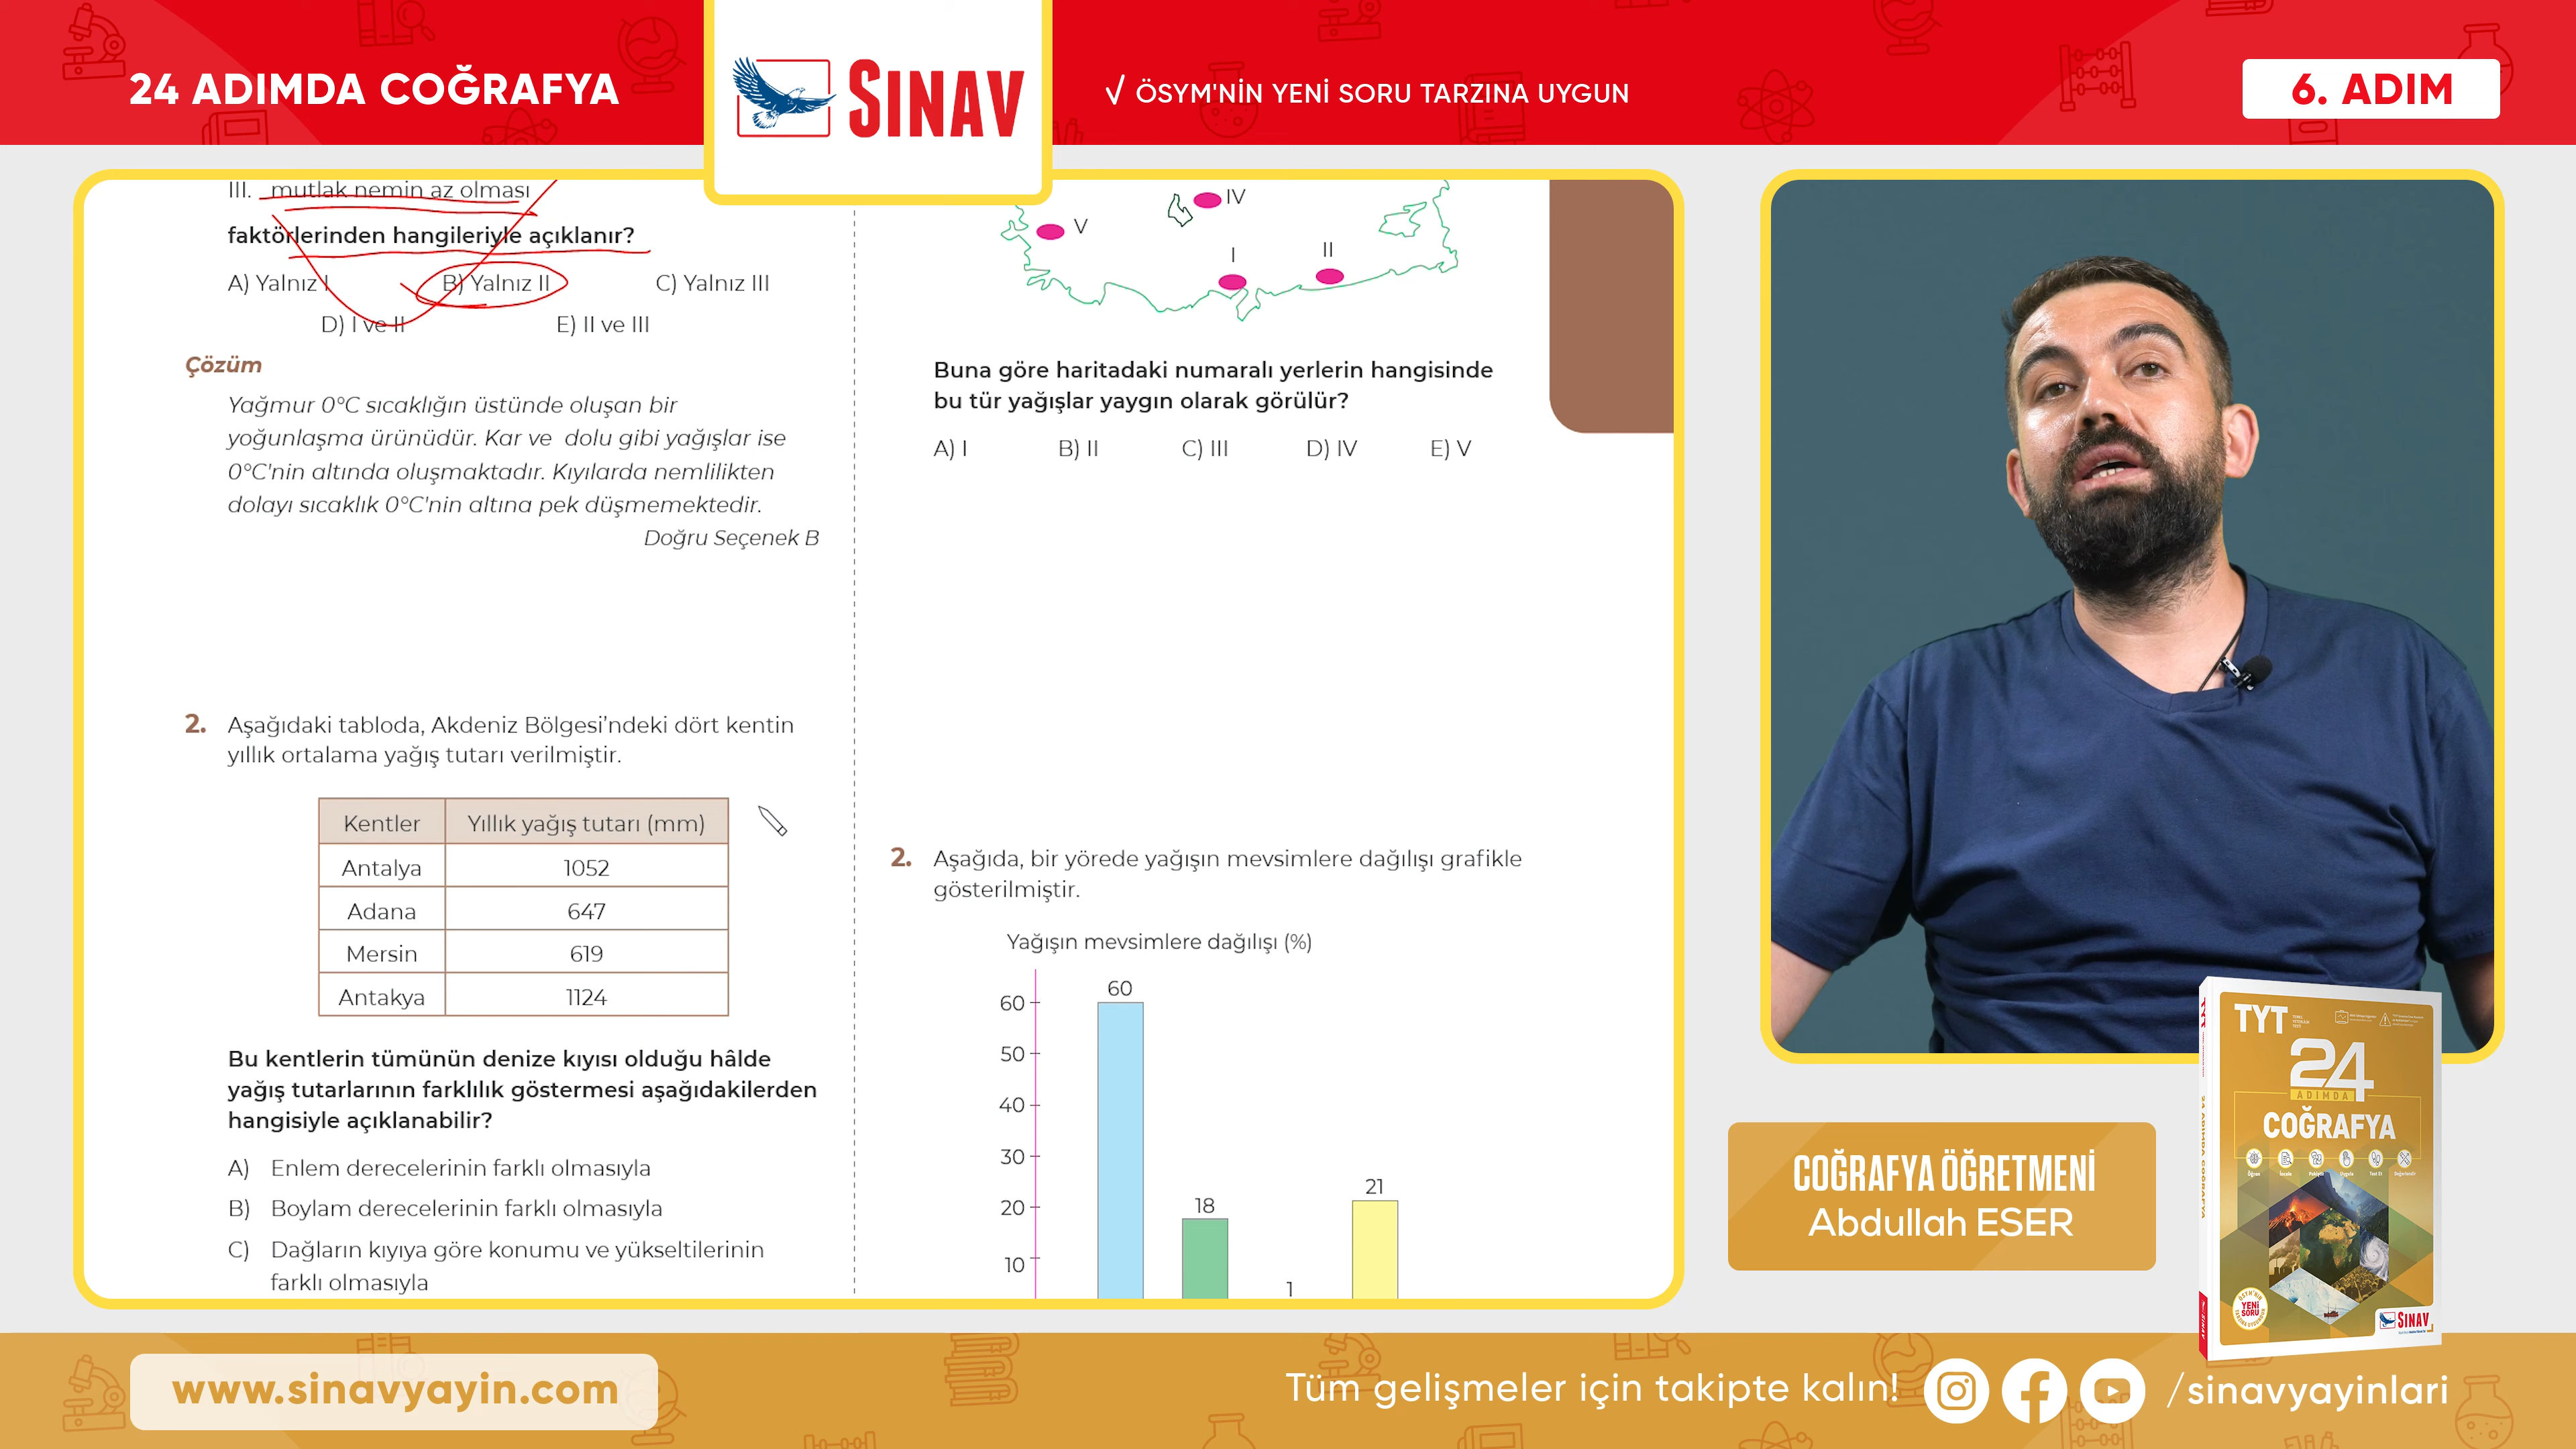 24 ADIMDA COĞRAFYA
SINAV
√ ÖSYM'NİN YENİ SORU TARZINA UYGUN
6. ADIM
III. mutlak nemin az olması
faktörlerinden hangileriyle açıklanır?
A) Yalnız I B) Yalnız II C) Yalnız III
D) I ve II E) II ve III
Çözüm
Yağmur 0°C sıcaklığın üstünde oluşan bir
yoğunlaşma ürünüdür. Kar ve dolu gibi yağışlar ise
0°C'nin altında oluşmaktadır. Kıyılarda nemlilikten
dolayı sıcaklık 0°C'nin altına pek düşmemektedir.
Doğru Seçenek B
2. Aşağıdaki tabloda, Akdeniz Bölgesi'ndeki dört kentin
yıllık ortalama yağış tutarı verilmiştir.
Kentler Yıllık yağış tutarı (mm)
Antalya 1052
Adana 647
Mersin 619
Antakya 1124
Bu kentlerin tümünün denize kıyısı olduğu hâlde
yağış tutarlarının farklılık göstermesi aşağıdakilerden
hangisiyle açıklanabilir?
A) Enlem derecelerinin farklı olmasıyla
B) Boylam derecelerinin farklı olmasıyla
C) Dağların kıyıya göre konumu ve yükseltilerinin
farklı olmasıyla
IV
V
I
II
Buna göre haritadaki numaralı yerlerin hangisinde
bu tür yağışlar yaygın olarak görülür?
A) I B) II C) III D) IV E) V
2. Aşağıda, bir yörede yağışın mevsimlere dağılışı grafikle
gösterilmiştir.
Yağışın mevsimlere dağılışı (%)
60
60
50
40
30
20
10
18
1
21
TYT
24
ADIMDA
COĞRAFYA
YENİ
SORU
SINAV
COĞRAFYA ÖĞRETMENİ
Abdullah ESER
www.sinavyayin.com
Tüm gelişmeler için takipte kalın!
/sinavyayinlari